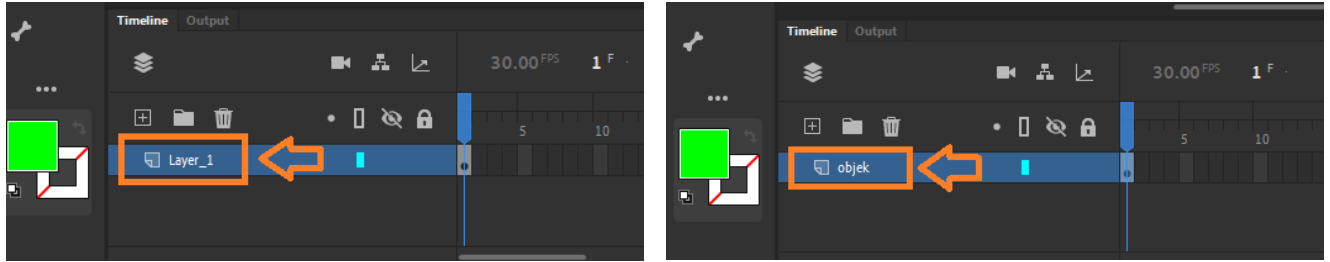 Timeline Output
30.00 FPS 1 F
5 10
Layer_1
Timeline Output
30.00 FPS 1 F
5 10
objek